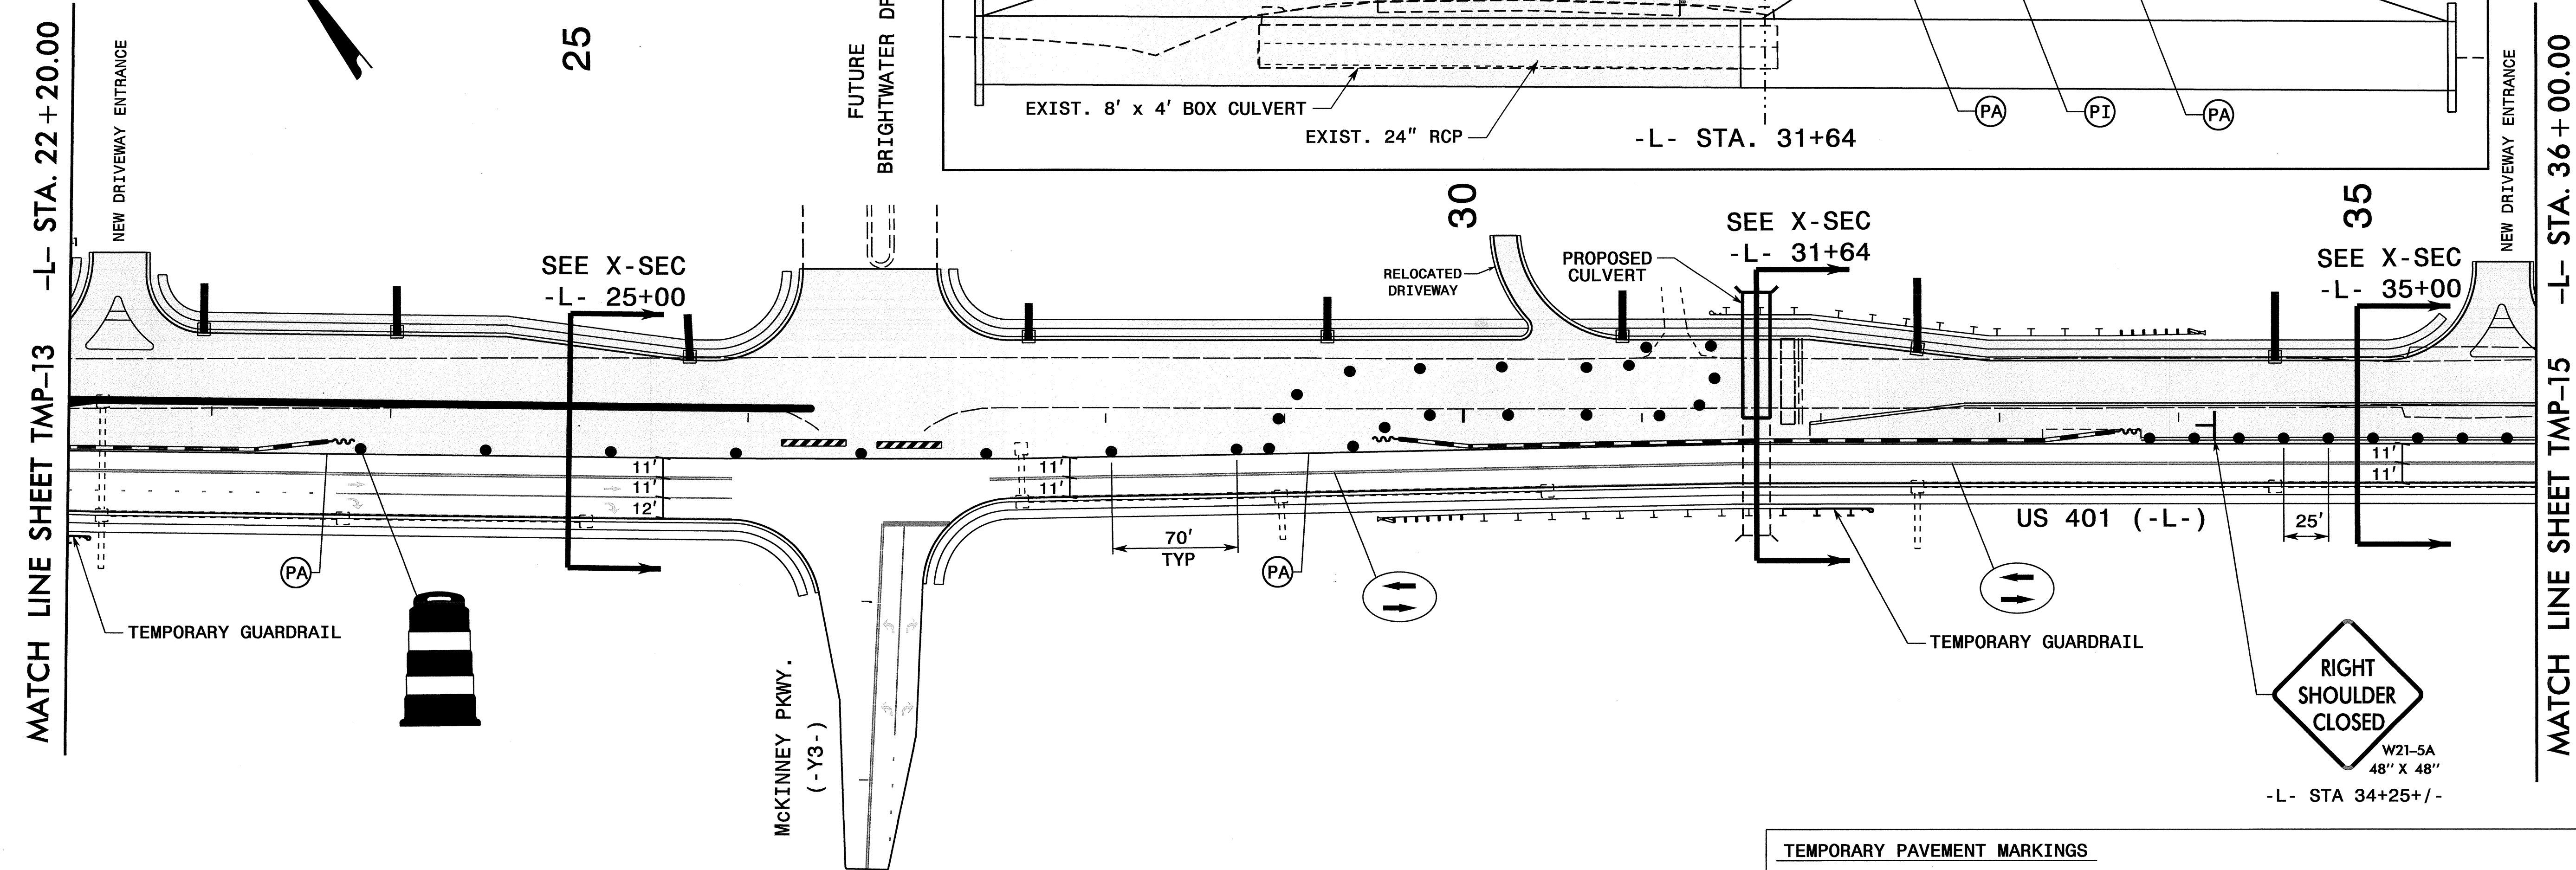 MATCH LINE SHEET TMP-13 -L- STA. 22+20.00
NEW DRIVEWAY ENTRANCE
25
FUTURE
BRIGHTWATER DR
EXIST. 8' x 4' BOX CULVERT
EXIST. 24" RCP
-L- STA. 31+64
PA
PI
PA
NEW DRIVEWAY ENTRANCE
MATCH LINE SHEET TMP-15 -L- STA. 36+00.00
30
35
SEE X-SEC
-L- 25+00
RELOCATED
DRIVEWAY
PROPOSED
CULVERT
SEE X-SEC
-L- 31+64
SEE X-SEC
-L- 35+00
11'
11'
12'
11'
11'
11'
11'
70'
TYP
US 401 (-L-)
25'
PA
PA
TEMPORARY GUARDRAIL
TEMPORARY GUARDRAIL
McKINNEY PKWY.
(-Y3-)
RIGHT
SHOULDER
CLOSED
W21-5A
48" X 48"
-L- STA 34+25+/-
TEMPORARY PAVEMENT MARKINGS